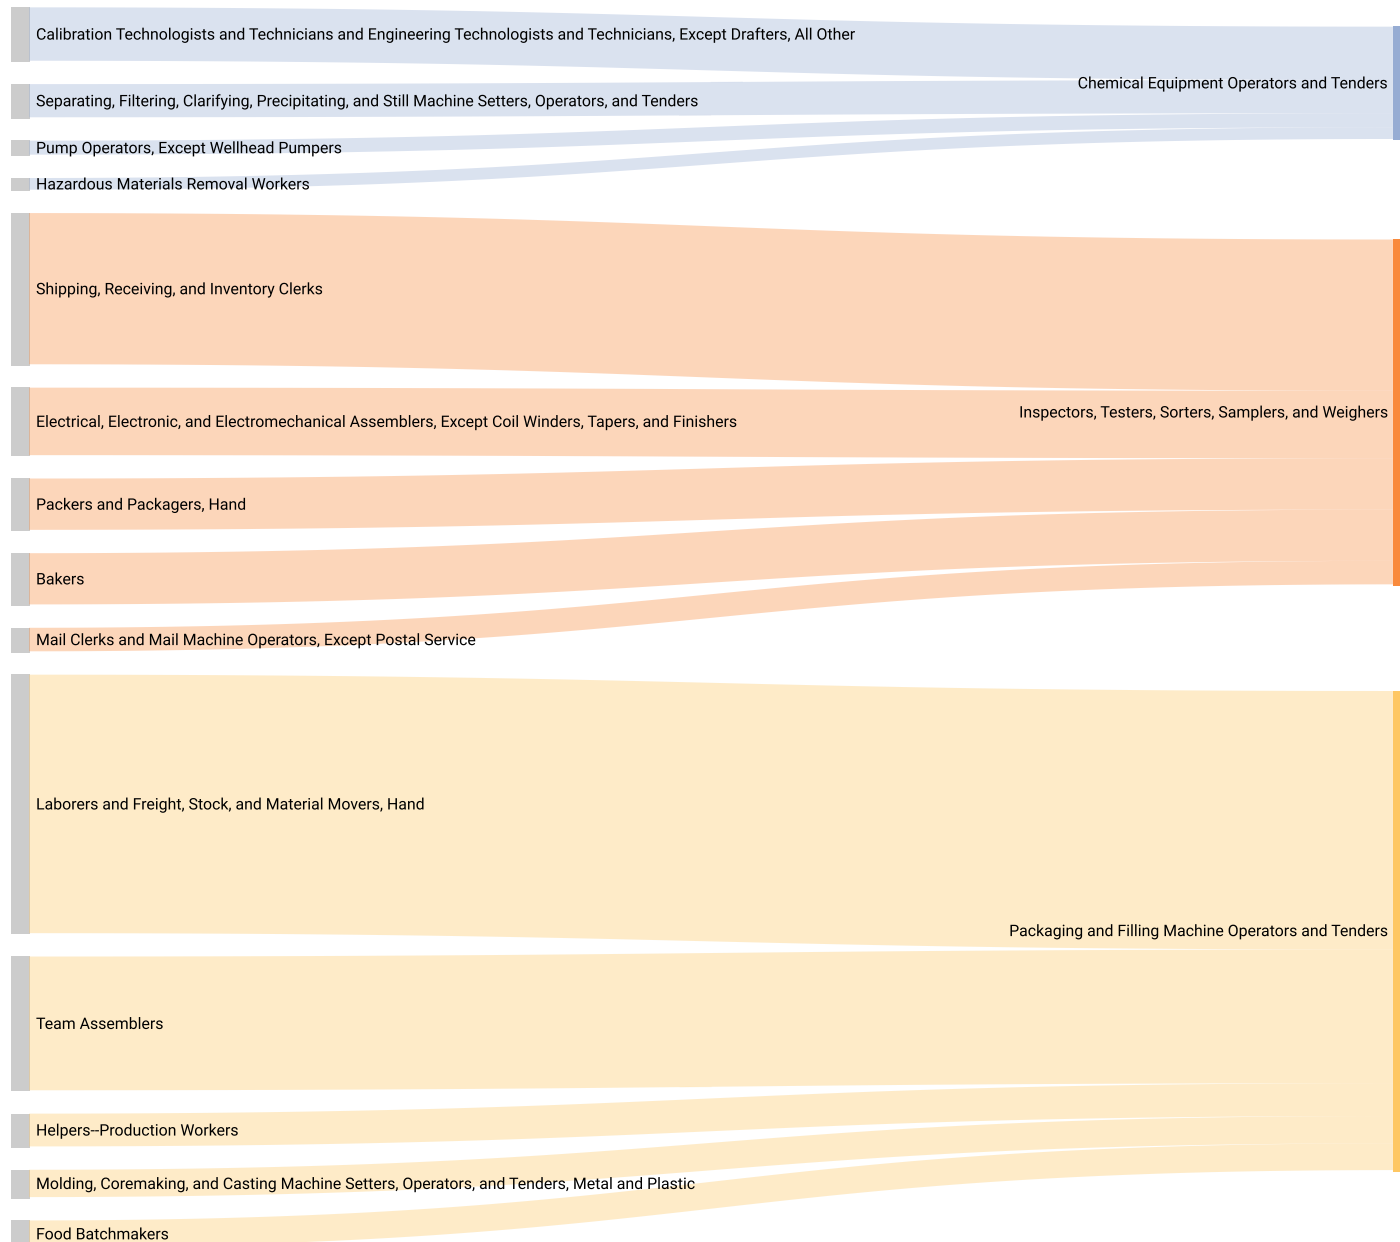 Calibration Technologists and Technicians and Engineering Technologists and Technicians, Except Drafters, All Other
Chemical Equipment Operators and Tenders
Separating, Filtering, Clarifying, Precipitating, and Still Machine Setters, Operators, and Tenders
Pump Operators, Except Wellhead Pumpers
Hazardous Materials Removal Workers
Shipping, Receiving, and Inventory Clerks
Inspectors, Testers, Sorters, Samplers, and Weighers
Electrical, Electronic, and Electromechanical Assemblers, Except Coil Winders, Tapers, and Finishers
Packers and Packagers, Hand
Bakers
Mail Clerks and Mail Machine Operators, Except Postal Service
Laborers and Freight, Stock, and Material Movers, Hand
Packaging and Filling Machine Operators and Tenders
Team Assemblers
Helpers--Production Workers
Molding, Coremaking, and Casting Machine Setters, Operators, and Tenders, Metal and Plastic
Food Batchmakers